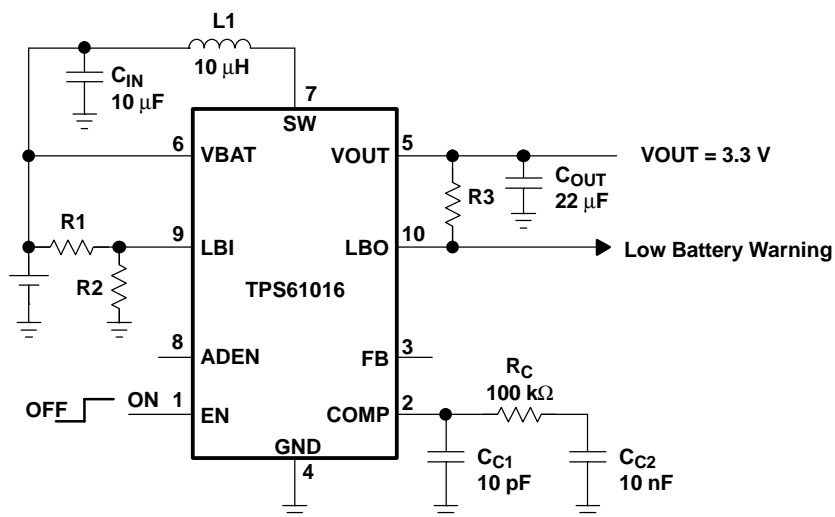 L1
10 μH
CIN
10 μF
7
SW
6
VBAT
VOUT
5
VOUT = 3.3 V
COUT
22 μF
R3
R1
9
LBI
LBO
10
Low Battery Warning
R2
TPS61016
8
ADEN
FB
3
RC
100 kΩ
OFF
ON
1
EN
COMP
2
GND
4
CC1
10 pF
CC2
10 nF